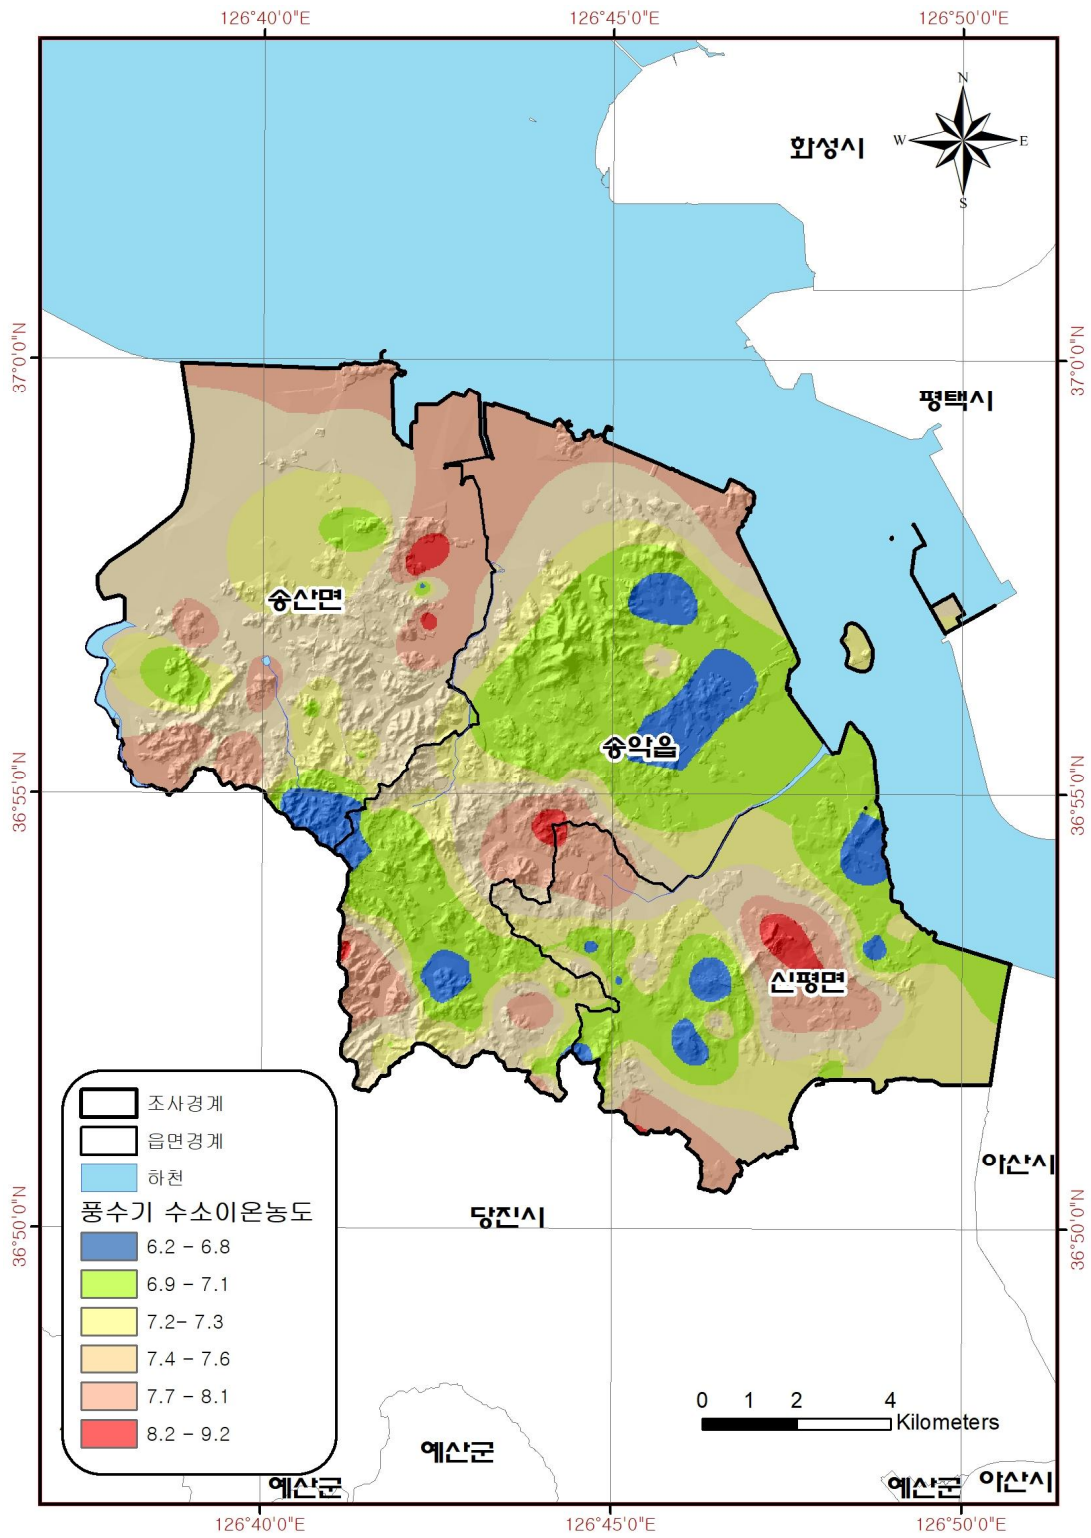 126°40'0"E
126°45'0"E
126°50'0"E
N
W
E
S
화성시
37°0'0"N
37°0'0"N
평택시
송산면
송악읍
36°55'0"N
36°55'0"N
신평면
조사경계
읍면경계
하천
풍수기 수소이온농도
6.2 - 6.8
6.9 - 7.1
7.2- 7.3
7.4 - 7.6
7.7 - 8.1
8.2 - 9.2
아산시
당진시
36°50'0"N
36°50'0"N
0 1 2 4
Kilometers
예산군
예산군
예산군
아산시
126°40'0"E
126°45'0"E
126°50'0"E